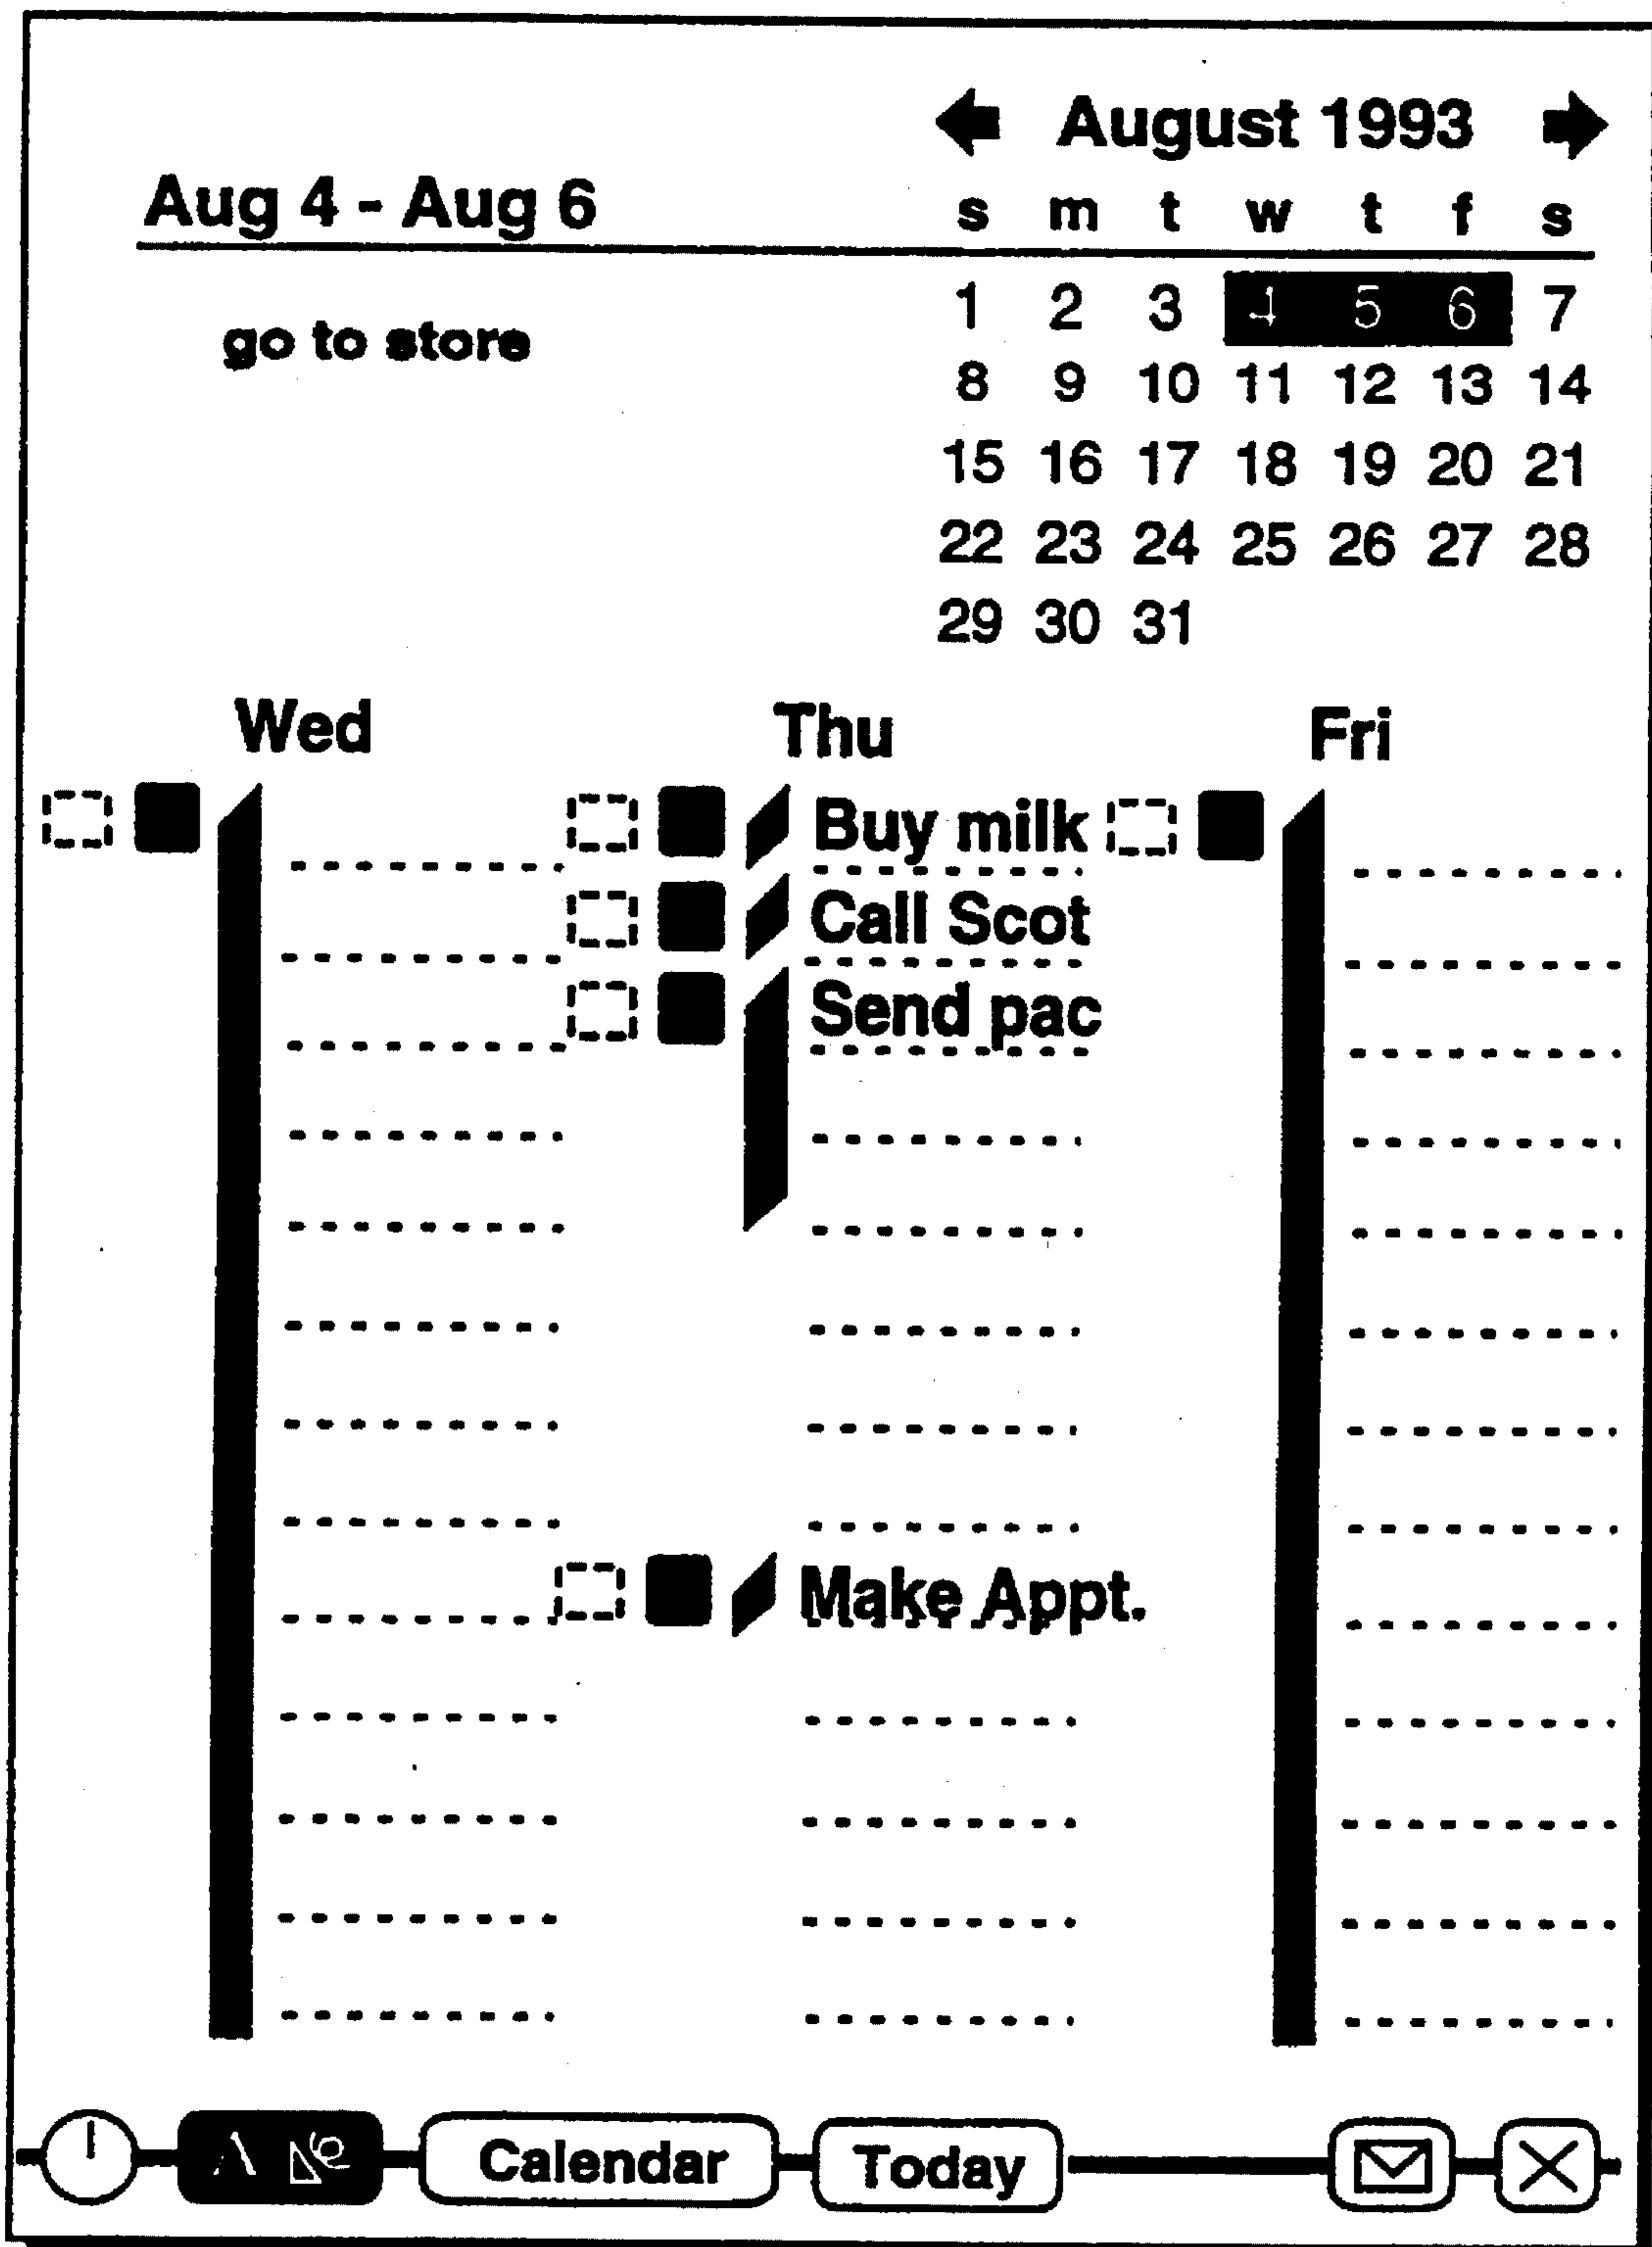 August 1993
Aug 4 - Aug 6
s m t w t f s
1 2 3 4 5 6 7
go to store
8 9 10 11 12 13 14
15 16 17 18 19 20 21
22 23 24 25 26 27 28
29 30 31
Wed Thu Fri
Buy milk
Call Scot
Send pac
Make Appt.
A Calendar Today